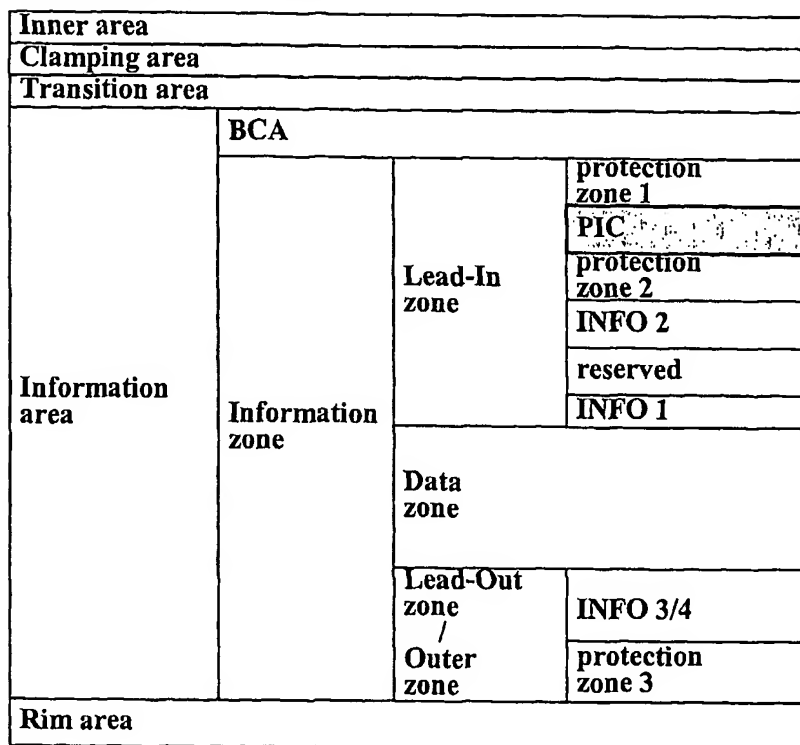 Inner area
Clamping area
Transition area
BCA
protection
zone 1
PIC
Lead-In
zone
protection
zone 2
INFO 2
reserved
INFO 1
Information
area
Information
zone
Data
zone
Lead-Out
zone
/
Outer
zone
INFO 3/4
protection
zone 3
Rim area